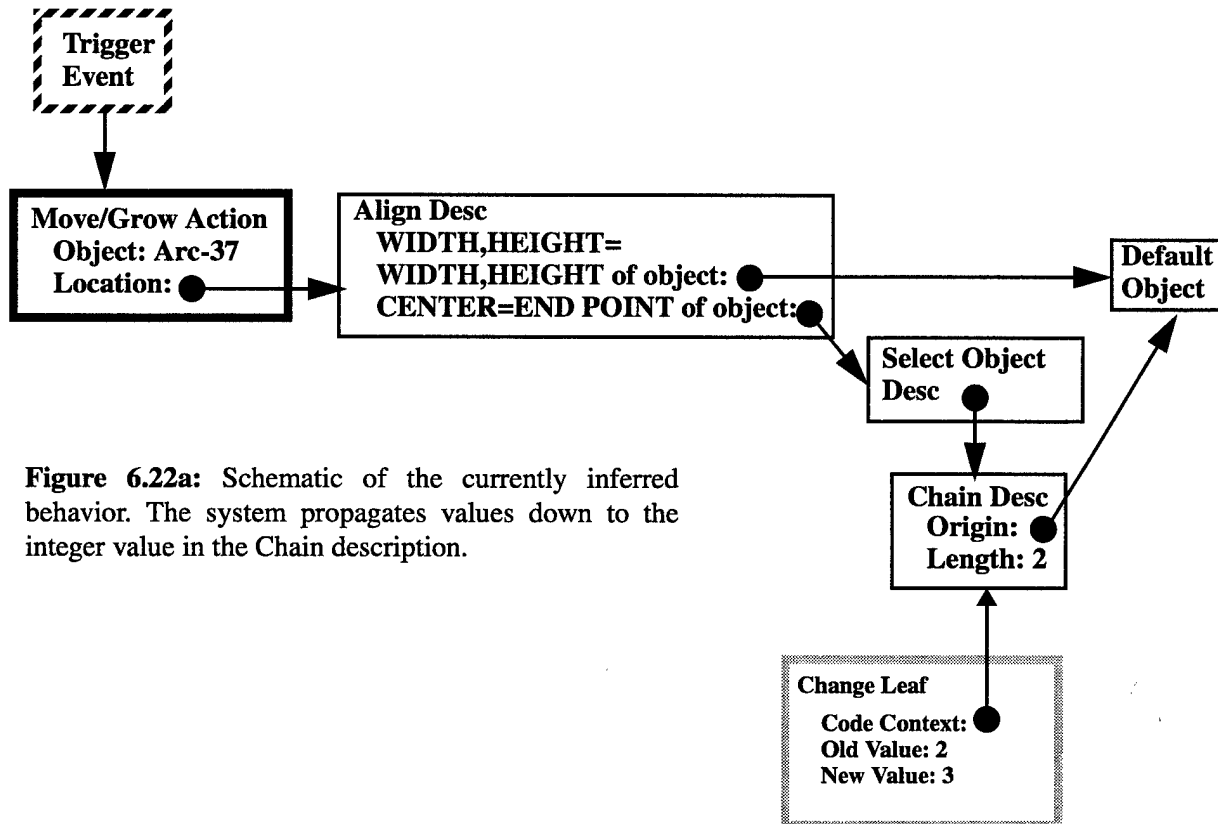 Trigger
Event
Move/Grow Action
Object: Arc-37
Location:
Align Desc
WIDTH,HEIGHT=
WIDTH,HEIGHT of object:
CENTER=END POINT of object:
Default
Object
Select Object
Desc
Chain Desc
Origin:
Length: 2
Change Leaf
Code Context:
Old Value: 2
New Value: 3
Figure 6.22a: Schematic of the currently inferred
behavior. The system propagates values down to the
integer value in the Chain description.